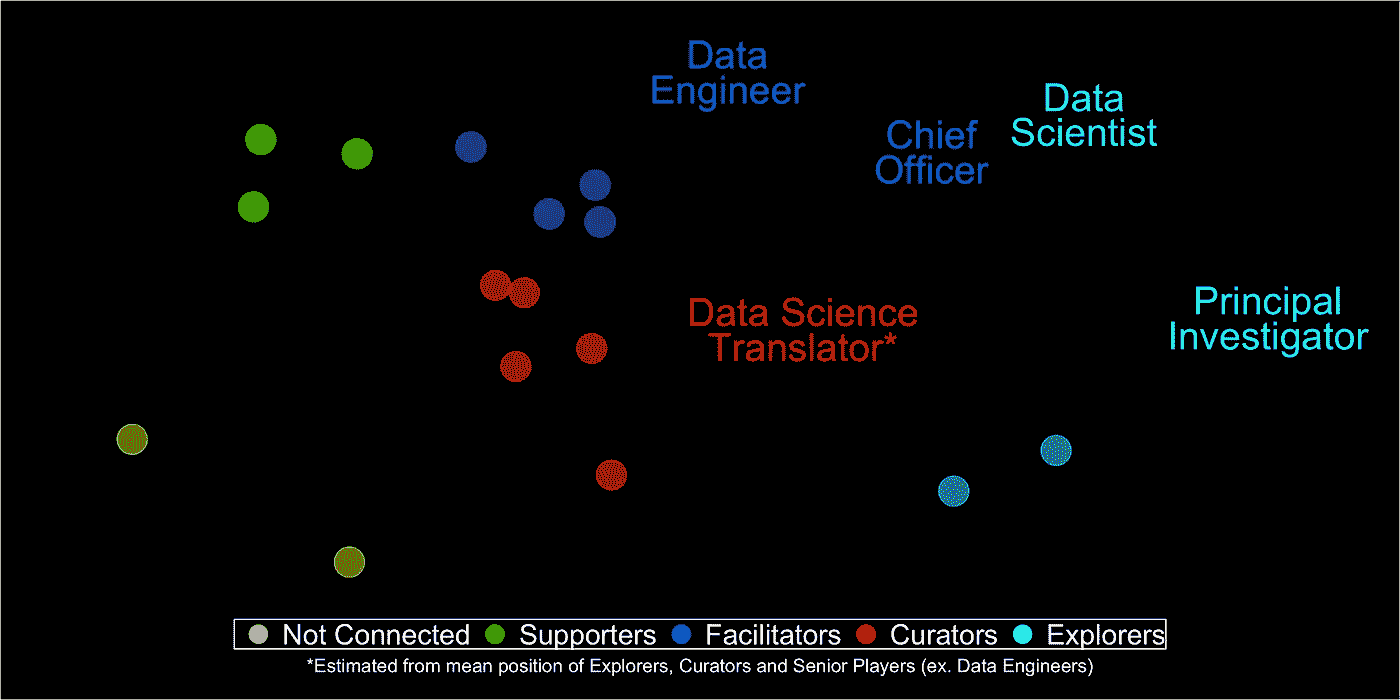 Data
Engineer
Data
Scientist
Chief
Officer
Principal
Investigator
Data Science
Translator*
Not Connected Supporters Facilitators Curators Explorers
*Estimated from mean position of Explorers, Curators and Senior Players (ex. Data Engineers)